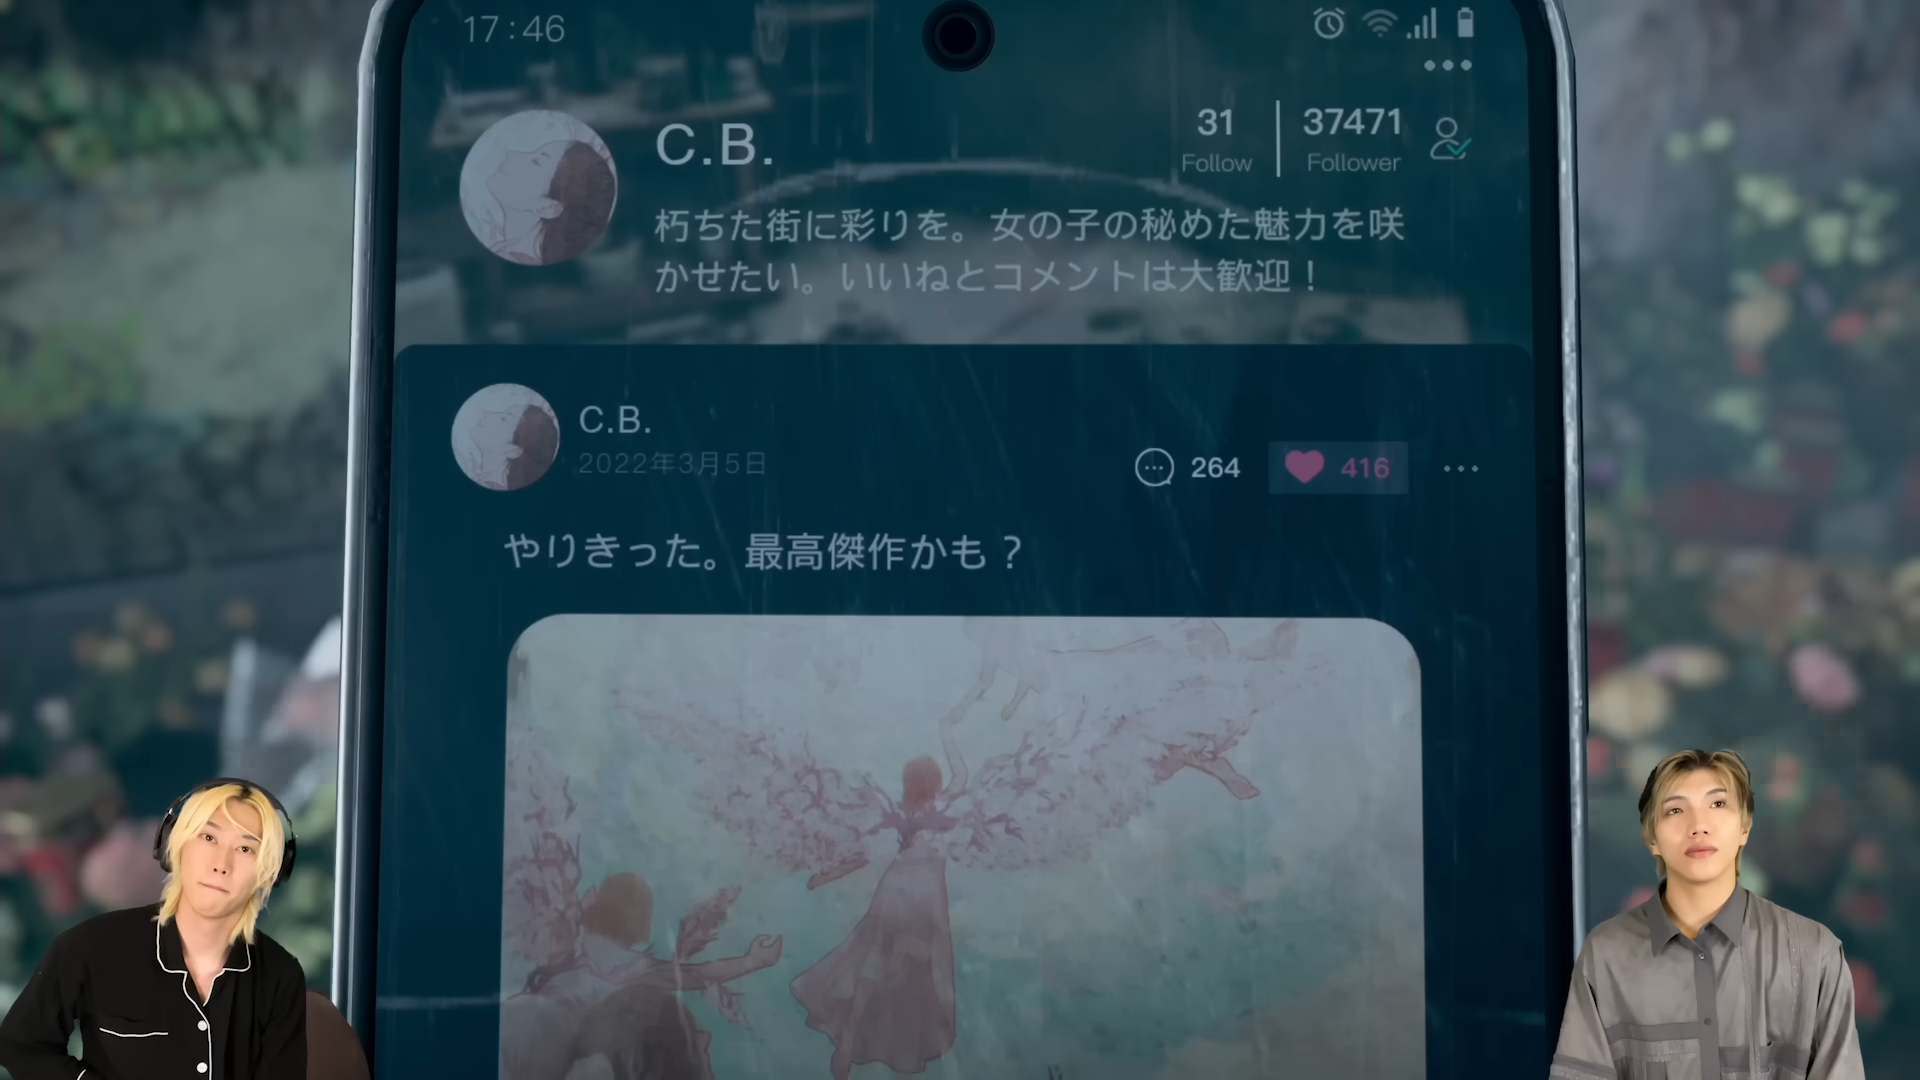 17:46
C.B.
31
Follow
37471
Follower
朽ちた街に彩りを。女の子の秘めた魅力を咲
かせたい。いいねとコメントは大歓迎！
C.B.
2022年3月5日
264
416
やりきった。最高傑作かも？